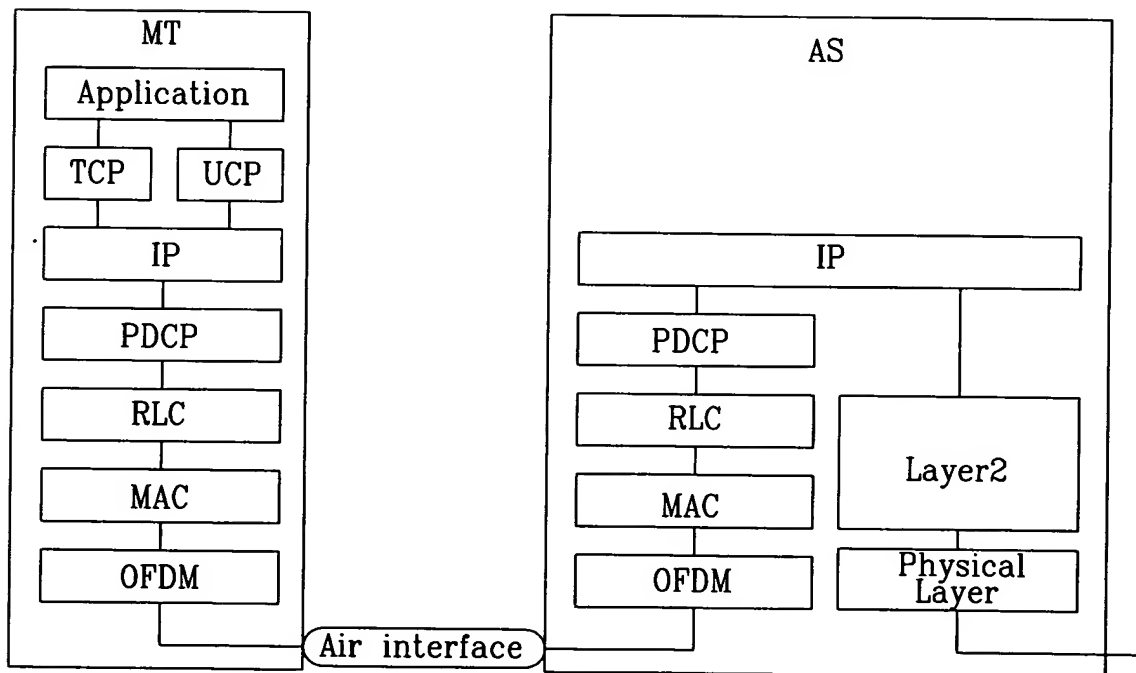 MT
Application
TCP
UCP
IP
PDCP
RLC
MAC
OFDM
Air interface
AS
IP
PDCP
RLC
MAC
OFDM
Layer2
Physical
Layer